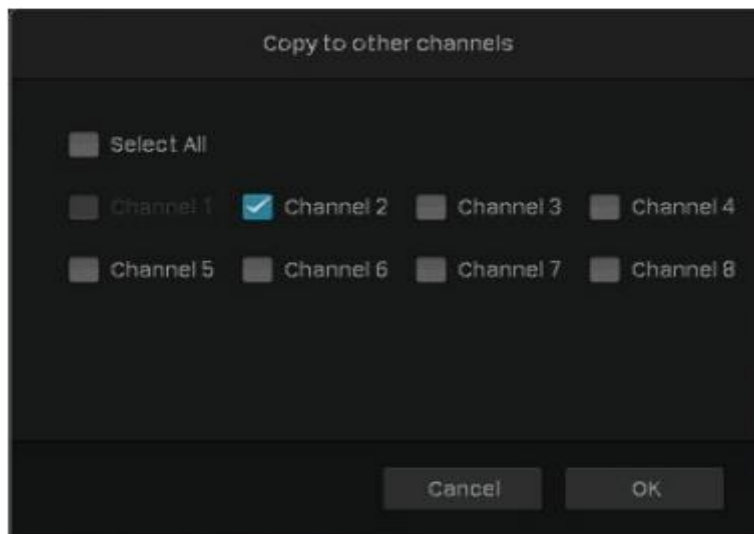 Copy to other channels
Select All
Channel 1 Channel 2 Channel 3 Channel 4
Channel 5 Channel 6 Channel 7 Channel 8
Cancel OK